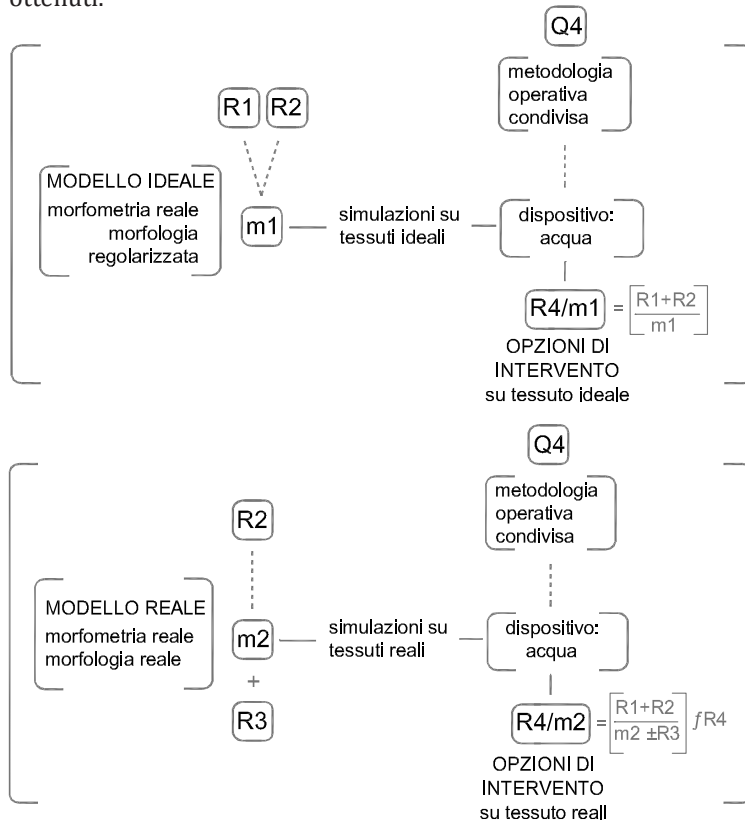 ottenuti.
Q4
metodologia
operativa
condivisa
R1 R2
MODELLO IDEALE
morfometria reale
morfologia
regolarizzata
m1
simulazioni su
tessuti ideali
dispositivo:
acqua
R4/m1 = [R1+R2
m1]
OPZIONI DI
INTERVENTO
su tessuto ideale
Q4
metodologia
operativa
condivisa
R2
MODELLO REALE
morfometria reale
morfologia reale
m2
+
R3
simulazioni su
tessuti reali
dispositivo:
acqua
R4/m2 = [R1+R2
m2 ±R3] ƒR4
OPZIONI DI
INTERVENTO
su tessuto reall